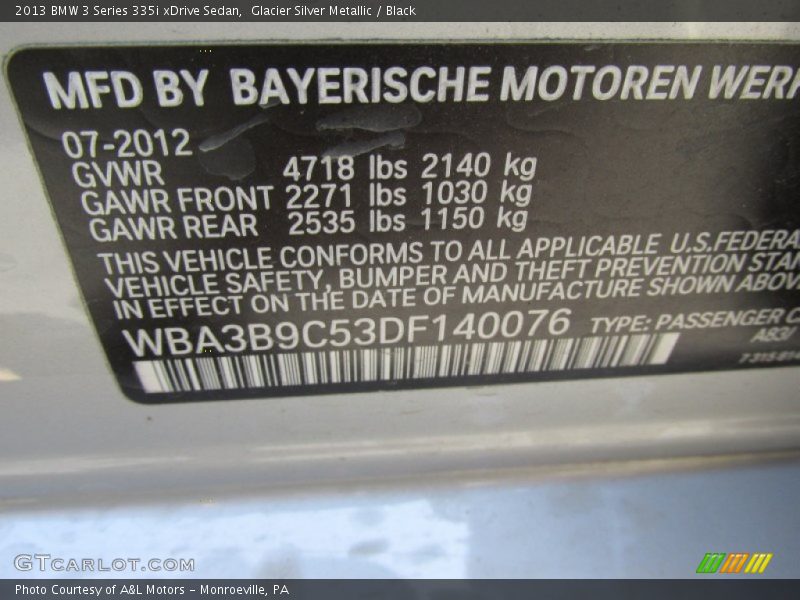 2013 BMW 3 Series 335i xDrive Sedan,  Glacier Silver Metallic / Black
MFD BY BAYERISCHE MOTOREN WER
07-2012
GVWR 4718 lbs 2140 kg
GAWR FRONT 2271 lbs 1030 kg
GAWR REAR 2535 lbs 1150 kg
THIS VEHICLE CONFORMS TO ALL APPLICABLE U.S.FEDERA
VEHICLE SAFETY, BUMPER AND THEFT PREVENTION STAN
IN EFFECT ON THE DATE OF MANUFACTURE SHOWN ABOV
WBA3B9C53DF140076 TYPE: PASSENGER C
A83/
GTCARLOT.COM
Photo Courtesy of A&L Motors - Monroeville, PA